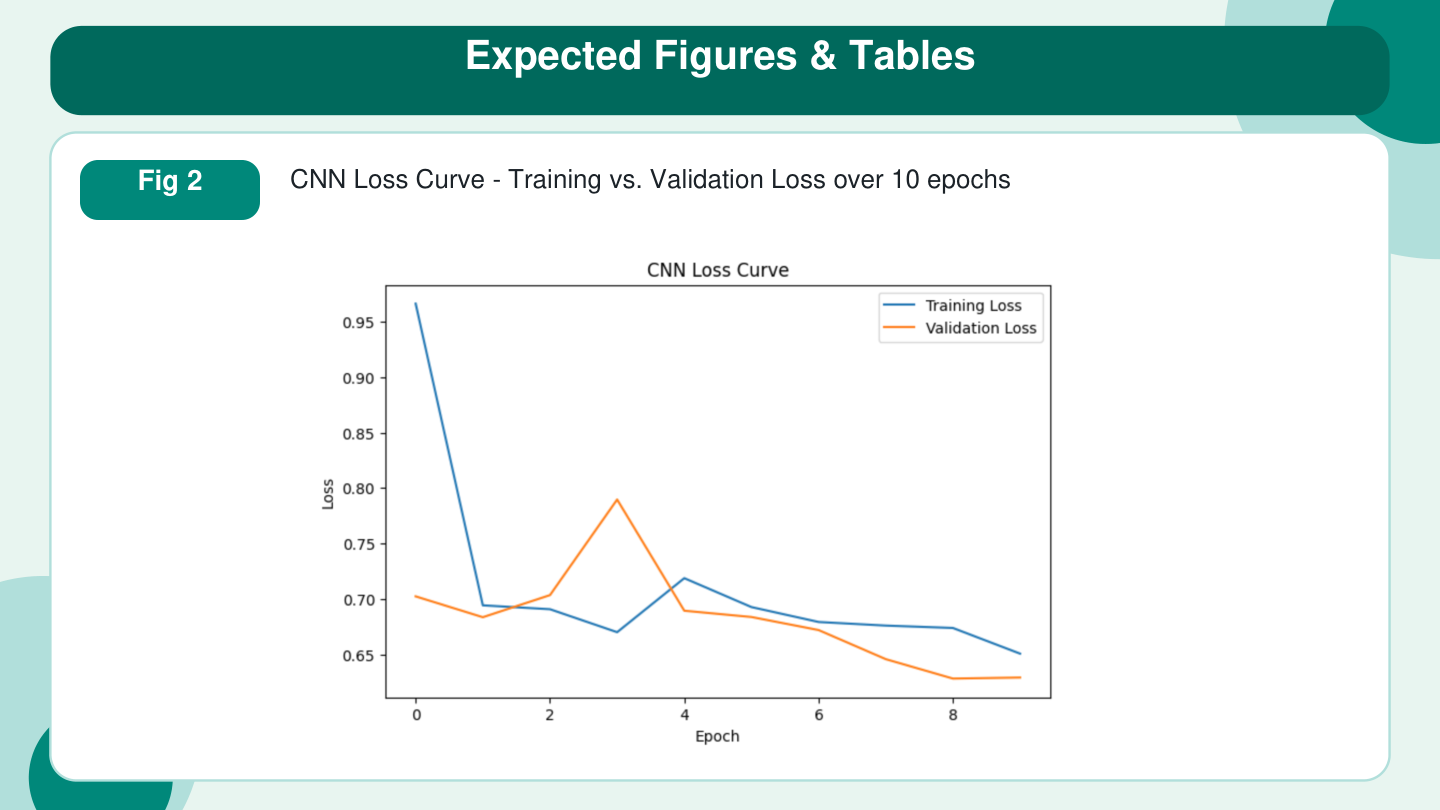 Expected Figures & Tables
Fig 2
CNN Loss Curve - Training vs. Validation Loss over 10 epochs
CNN Loss Curve
Training Loss
Validation Loss
0.95
0.90
0.85
0.80
0.75
0.70
0.65
Loss
0 2 4 6 8
Epoch